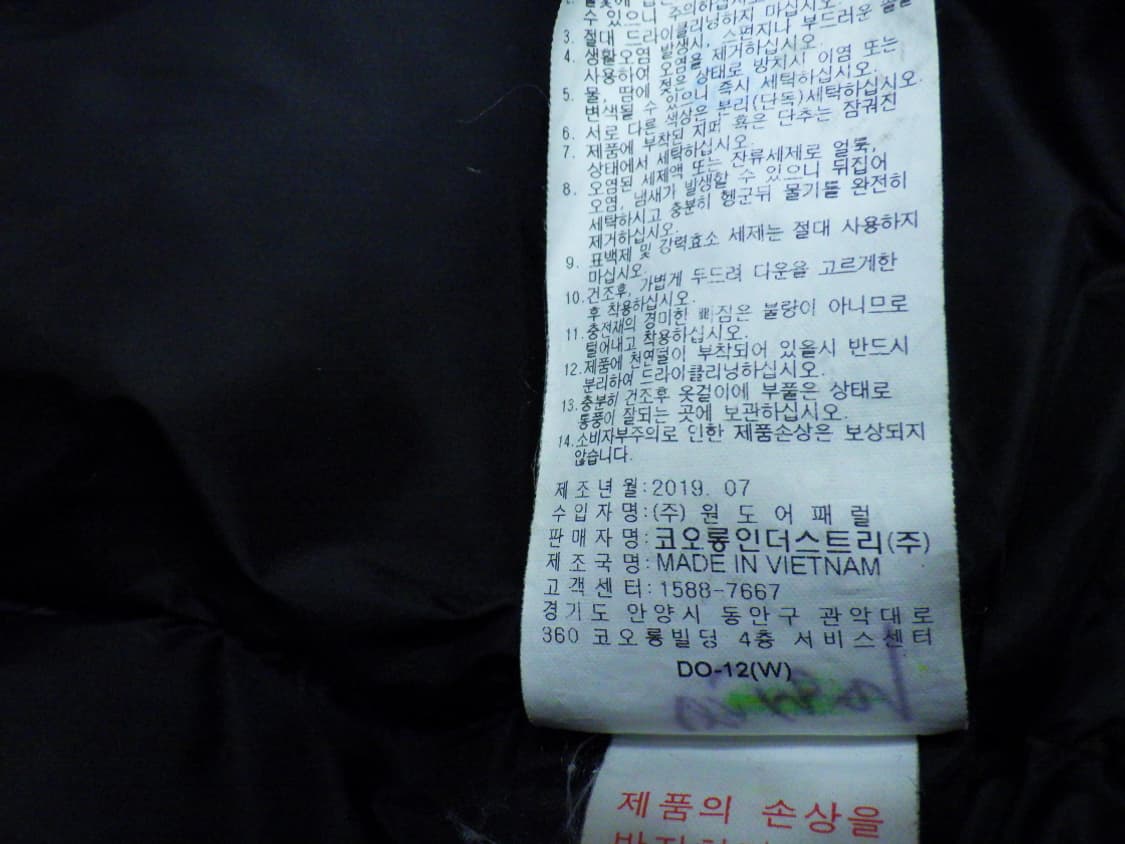 수 있으니 주의하십시오.
3. 절대 드라이클리닝하지 마십시오.
4. 생활오염 발생시, 스펀지나 부드러운 솔을
사용하여 오염을 제거하십시오.
5. 물, 땀에 젖은 상태로 방치시 이염 또는
변색될 수 있으니 즉시 세탁하십시오.
6. 서로 다른 색상은 분리(단독)세탁하십시오.
7. 제품에 부착된 지퍼 혹은 단추는 잠궈진
상태에서 세탁하십시오.
8. 오염된 세제액 또는 잔류세제로 얼룩,
오염, 냄새가 발생할 수 있으니 뒤집어
세탁하시고 충분히 헹군뒤 물기를 완전히
제거하십시오.
9. 표백제 및 강력효소 세제는 절대 사용하지
마십시오.
10.건조후, 가볍게 두드려 다운을 고르게한
후 착용하십시오.
11.충전재의 경미한 빠짐은 불량이 아니므로
털어내고 착용하십시오.
12.제품에 천연털이 부착되어 있을시 반드시
분리하여 드라이클리닝하십시오.
13.충분히 건조후 옷걸이에 부풀은 상태로
통풍이 잘되는 곳에 보관하십시오.
14.소비자부주의로 인한 제품손상은 보상되지
않습니다.
제조년월:2019. 07
수입자명:(주) 원도어패럴
판매자명:코오롱인더스트리(주)
제조국명:MADE IN VIETNAM
고객센터:1588-7667
경기도 안양시 동안구 관악대로
360 코오롱빌딩 4층 서비스센터
DO-12(W)
제품의 손상을